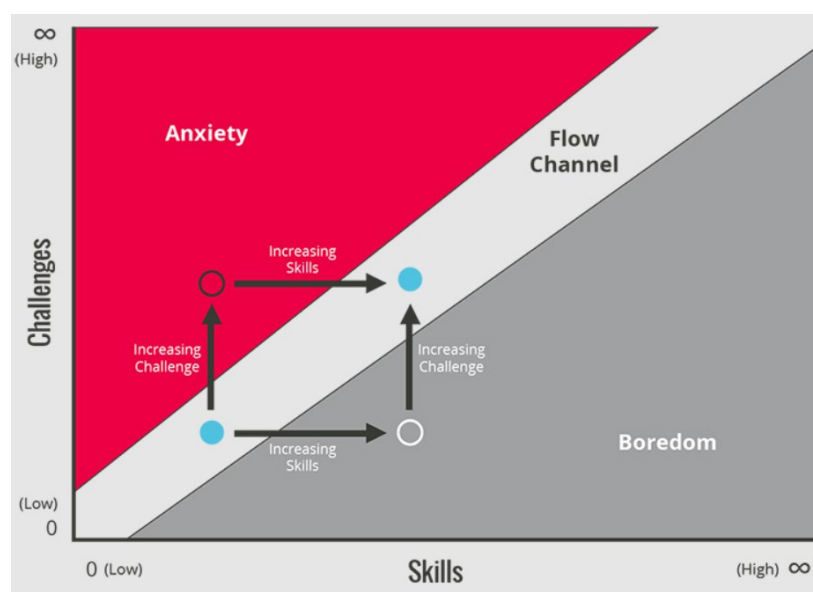 ∞
(High)
Anxiety
Flow
Channel
Increasing
Skills
Challenges
Increasing
Challenge
Increasing
Challenge
Increasing
Skills
Boredom
(Low)
0
0 (Low)
Skills
(High) ∞